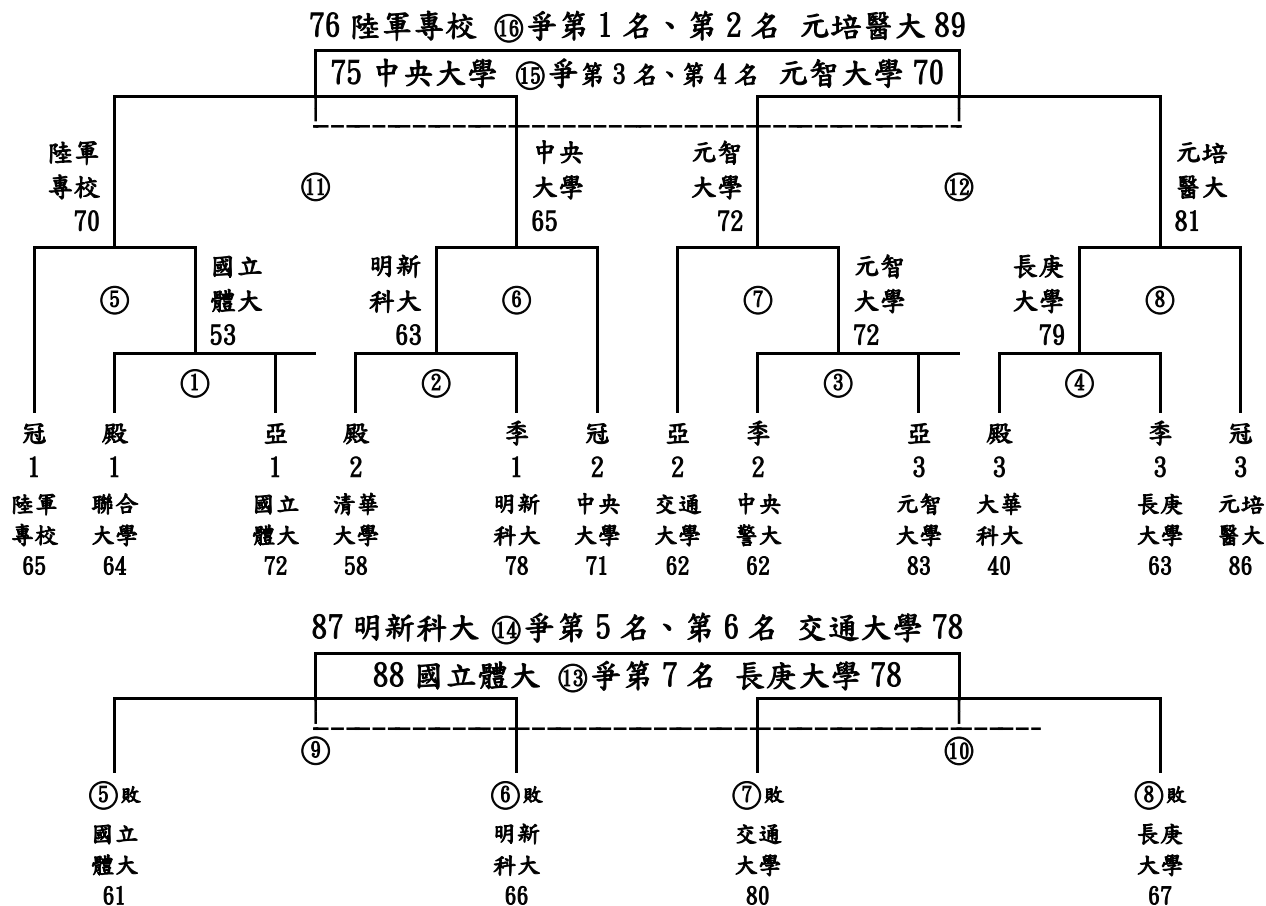 76 陸軍專校 ⑯爭第 1 名、第 2 名 元培醫大 89
75 中央大學 ⑮爭第 3 名、第 4 名 元智大學 70
陸軍
專校
70
⑪
中央
大學
65
元智
大學
72
⑫
元培
醫大
81
⑤
國立
體大
53
明新
科大
63
⑥
⑦
元智
大學
72
長庚
大學
79
⑧
①
②
③
④
冠 殿 亞 殿 季 冠 亞 季 亞 殿 季 冠
1 1 1 2 1 2 2 2 3 3 3 3
陸軍 聯合 國立 清華 明新 中央 交通 中央 元智 大華 長庚 元培
專校 大學 體大 大學 科大 大學 大學 警大 大學 科大 大學 醫大
65 64 72 58 78 71 62 62 83 40 63 86
87 明新科大 ⑭爭第 5 名、第 6 名 交通大學 78
88 國立體大 ⑬爭第 7 名 長庚大學 78
⑨ ⑩
⑤敗 ⑥敗 ⑦敗 ⑧敗
國立 明新 交通 長庚
體大 科大 大學 大學
61 66 80 67